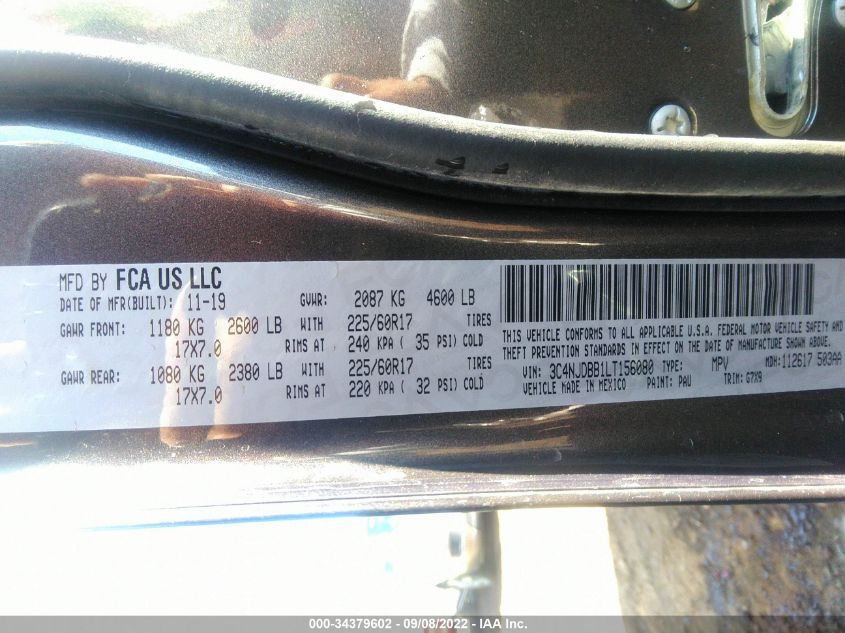 MFD BY FCA US LLC
DATE OF MFR(BUILT): 11-19 GVWR: 2087 KG 4600 LB
GAWR FRONT: 1180 KG 2600 LB WITH 225/60R17 TIRES
17X7.0 RIMS AT 240 KPA ( 35 PSI) COLD
GAWR REAR: 1080 KG 2380 LB WITH 225/60R17 TIRES
17X7.0 RIMS AT 220 KPA ( 32 PSI) COLD
THIS VEHICLE CONFORMS TO ALL APPLICABLE U.S.A. FEDERAL MOTOR VEHICLE SAFETY AND
THEFT PREVENTION STANDARDS IN EFFECT ON THE DATE OF MANUFACTURE SHOWN ABOVE.
VIN: 3C4NJDBB1LT156080 TYPE: MPV MDH: 112617 503AA
VEHICLE MADE IN MEXICO PAINT: PAU TRIM: G7X9
000-34379602 - 09/08/2022 - IAA Inc.